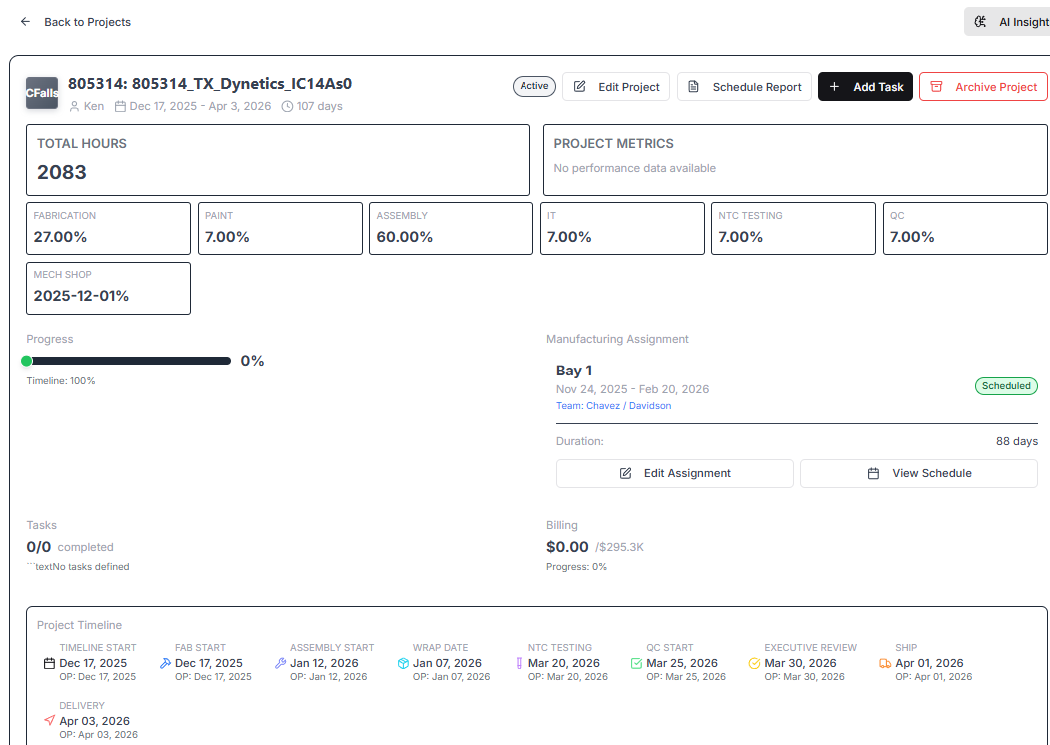 Back to Projects
AI Insight
CFalls
805314: 805314_TX_Dynetics_IC14As0
Ken Dec 17, 2025 - Apr 3, 2026 107 days
Active
Edit Project
Schedule Report
Add Task
Archive Project
TOTAL HOURS
2083
PROJECT METRICS
No performance data available
FABRICATION
27.00%
PAINT
7.00%
ASSEMBLY
60.00%
IT
7.00%
NTC TESTING
7.00%
QC
7.00%
MECH SHOP
2025-12-01%
Progress
0%
Timeline: 100%
Manufacturing Assignment
Bay 1
Nov 24, 2025 - Feb 20, 2026
Team: Chavez / Davidson
Scheduled
Duration: 88 days
Edit Assignment
View Schedule
Tasks
0/0 completed
```textNo tasks defined
Billing
$0.00 /$295.3K
Progress: 0%
Project Timeline
TIMELINE START
Dec 17, 2025
OP: Dec 17, 2025
FAB START
Dec 17, 2025
OP: Dec 17, 2025
ASSEMBLY START
Jan 12, 2026
OP: Jan 12, 2026
WRAP DATE
Jan 07, 2026
OP: Jan 07, 2026
NTC TESTING
Mar 20, 2026
OP: Mar 20, 2026
QC START
Mar 25, 2026
OP: Mar 25, 2026
EXECUTIVE REVIEW
Mar 30, 2026
OP: Mar 30, 2026
SHIP
Apr 01, 2026
OP: Apr 01, 2026
DELIVERY
Apr 03, 2026
OP: Apr 03, 2026